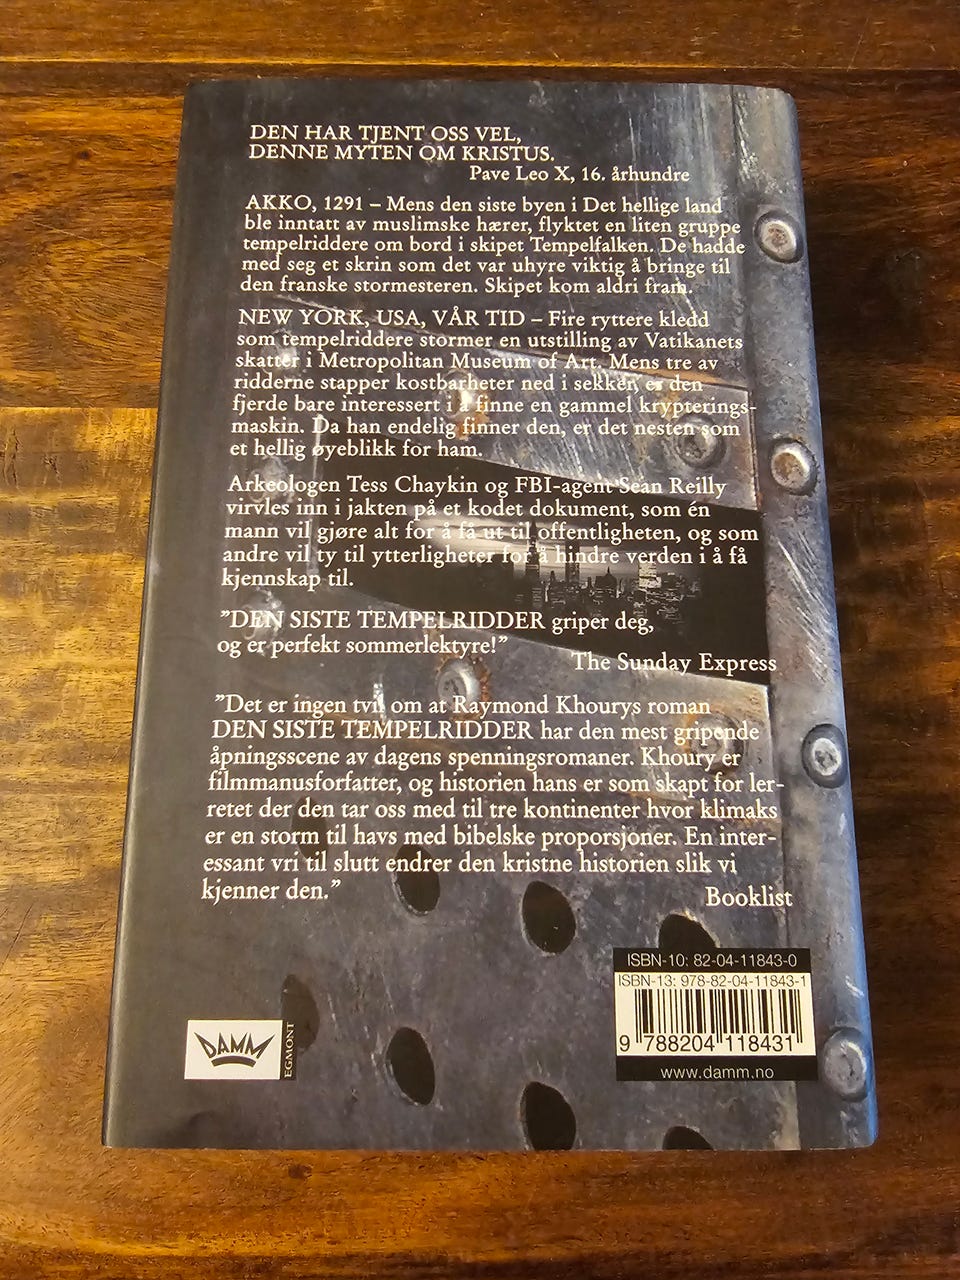 DEN HAR TJENT OSS VEL,
DENNE MYTEN OM KRISTUS.
Pave Leo X, 16. århundre
AKKO, 1291 – Mens den siste byen i Det hellige land
ble inntatt av muslimske hærer, flyktet en liten gruppe
tempelriddere om bord i skipet Tempelfalken. De hadde
med seg et skrin som det var uhyre viktig å bringe til
den franske stormesteren. Skipet kom aldri fram.
NEW YORK, USA, VÅR TID – Fire ryttere kledd
som tempelriddere stormer en utstilling av Vatikanets
skatter i Metropolitan Museum of Art. Mens tre av
ridderne stapper kostbarheter ned i sekker, er den
fjerde bare interessert i å finne en gammel krypterings-
maskin. Da han endelig finner den, er det nesten som
et hellig øyeblikk for ham.
Arkeologen Tess Chaykin og FBI-agent Sean Reilly
virvles inn i jakten på et kodet dokument, som én
mann vil gjøre alt for å få ut til offentligheten, og som
andre vil ty til ytterligheter for å hindre verden i å få
kjennskap til.
”DEN SISTE TEMPELRIDDER griper deg,
og er perfekt sommerlektyre!”
The Sunday Express
”Det er ingen tvil om at Raymond Khourys roman
DEN SISTE TEMPELRIDDER har den mest gripende
åpningsscene av dagens spenningsromaner. Khoury er
filmmanusforfatter, og historien hans er som skapt for ler-
retet der den tar oss med til tre kontinenter hvor klimaks
er en storm til havs med bibelske proporsjoner. En inter-
essant vri til slutt endrer den kristne historien slik vi
kjenner den.”
Booklist
ISBN-10: 82-04-11843-0
ISBN-13: 978-82-04-11843-1
9 788204 118431
www.damm.no
DAMM
EGMONT